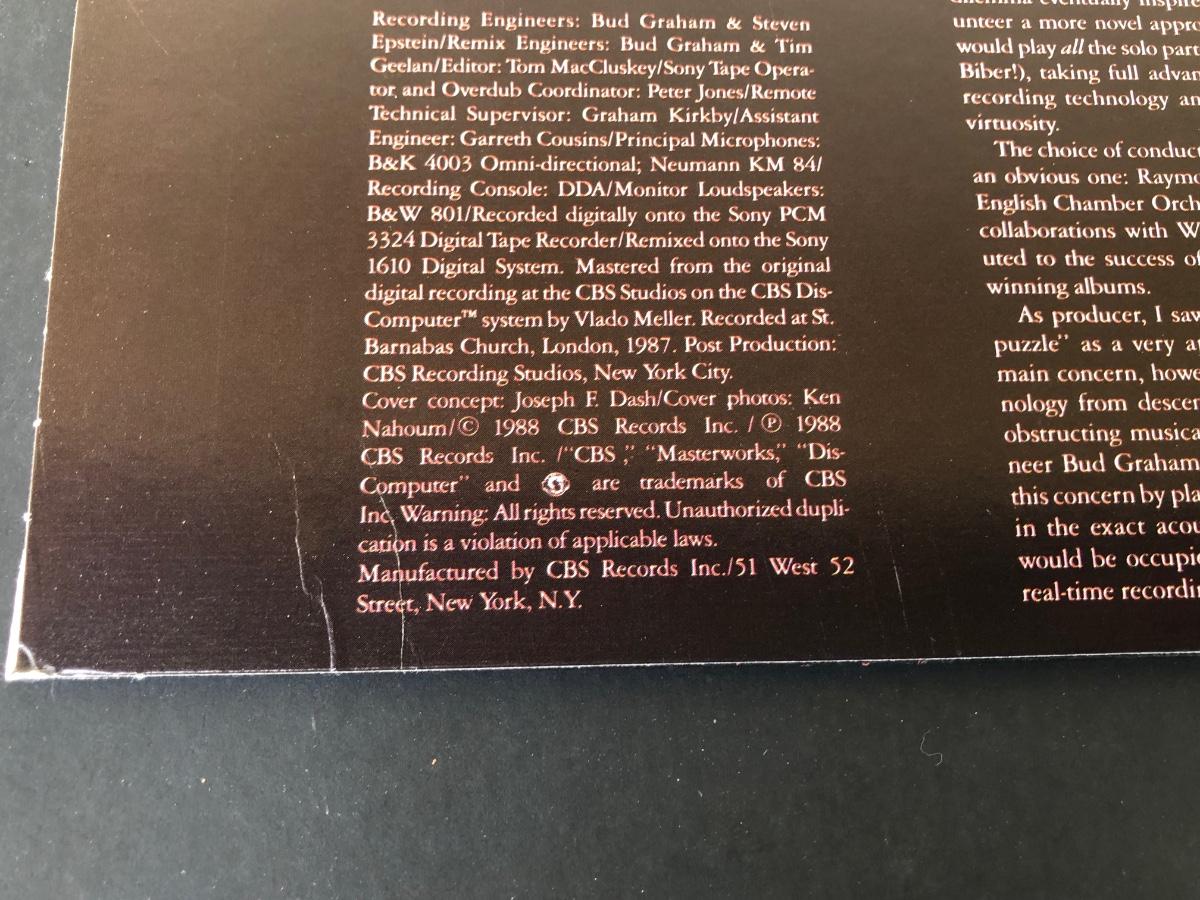 Recording Engineers: Bud Graham & Steven
Epstein/Remix Engineers: Bud Graham & Tim
Geelan/Editor: Tom MacCluskey/Sony Tape Opera-
tor, and Overdub Coordinator: Peter Jones/Remote
Technical Supervisor: Graham Kirkby/Assistant
Engineer: Garreth Cousins/Principal Microphones:
B&K 4003 Omni-directional; Neumann KM 84/
Recording Console: DDA/Monitor Loudspeakers:
B&W 801/Recorded digitally onto the Sony PCM
3324 Digital Tape Recorder/Remixed onto the Sony
1610 Digital System. Mastered from the original
digital recording at the CBS Studios on the CBS Dis-
Computer™ system by Vlado Meller. Recorded at St.
Barnabas Church, London, 1987. Post Production:
CBS Recording Studios, New York City.
Cover concept: Joseph F. Dash/Cover photos: Ken
Nahoum/© 1988 CBS Records Inc. / ℗ 1988
CBS Records Inc. /"CBS," "Masterworks," "Dis-
Computer" and are trademarks of CBS
Inc. Warning: All rights reserved. Unauthorized dupli-
cation is a violation of applicable laws.
Manufactured by CBS Records Inc./51 West 52
Street, New York, N.Y.
dilemma eventually inspire
unteer a more novel appro
would play all the solo part
Biber!), taking full advan
recording technology an
virtuosity.
The choice of conduct
an obvious one: Raymo
English Chamber Orch
collaborations with W
uted to the success of
winning albums.
As producer, I saw
puzzle" as a very a
main concern, howe
nology from descen
obstructing musica
neer Bud Graham
this concern by pla
in the exact acou
would be occupie
real-time recordin